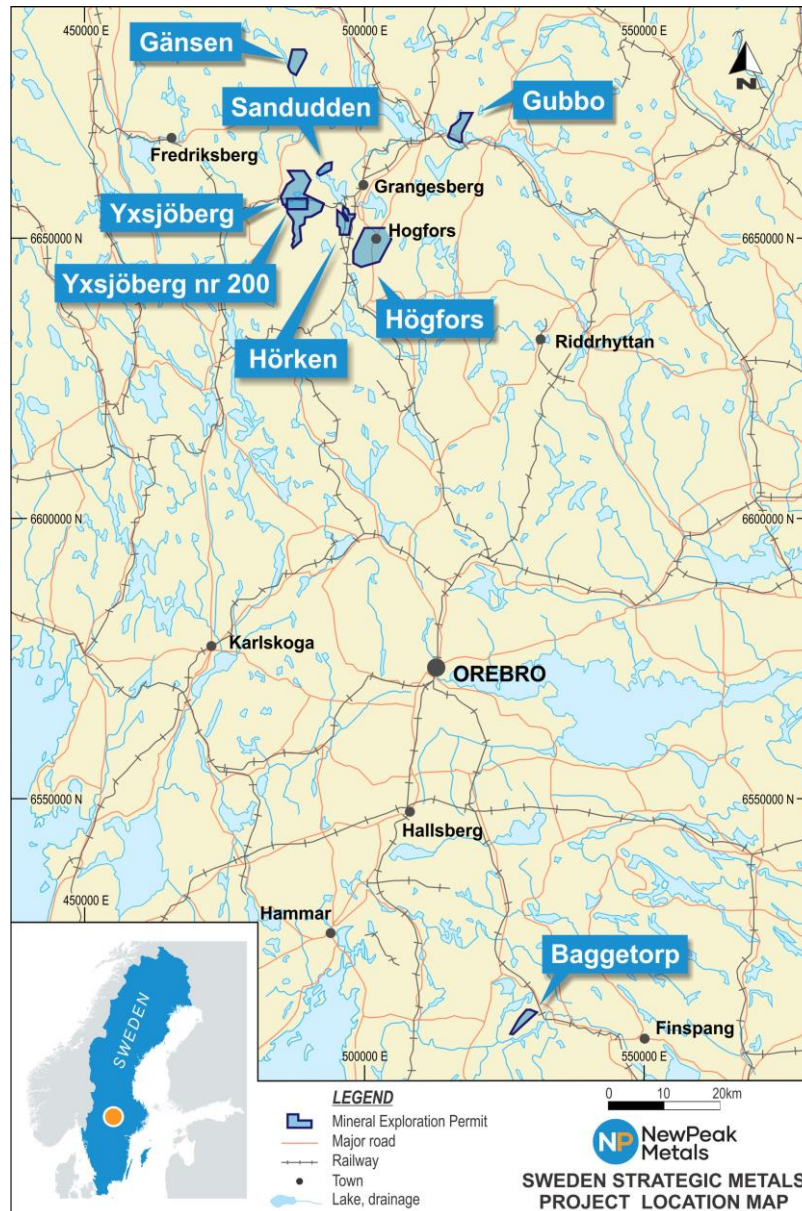 450000 E
500000 E
550000 E
Gänsen
N
Sandudden
Gubbo
Fredriksberg
Grangesberg
Yxsjöberg
Hogfors
6650000 N
6650000 N
Yxsjöberg nr 200
Högfors
Hörken
Riddrhyttan
6600000 N
6600000 N
Karlskoga
OREBRO
6550000 N
6550000 N
Hallsberg
450000 E
Hammar
Baggetorp
Finspang
500000 E
550000 E
SWEDEN
LEGEND
Mineral Exploration Permit
Major road
Railway
Town
Lake, drainage
0 10 20km
NP NewPeak
Metals
SWEDEN STRATEGIC METALS
PROJECT LOCATION MAP